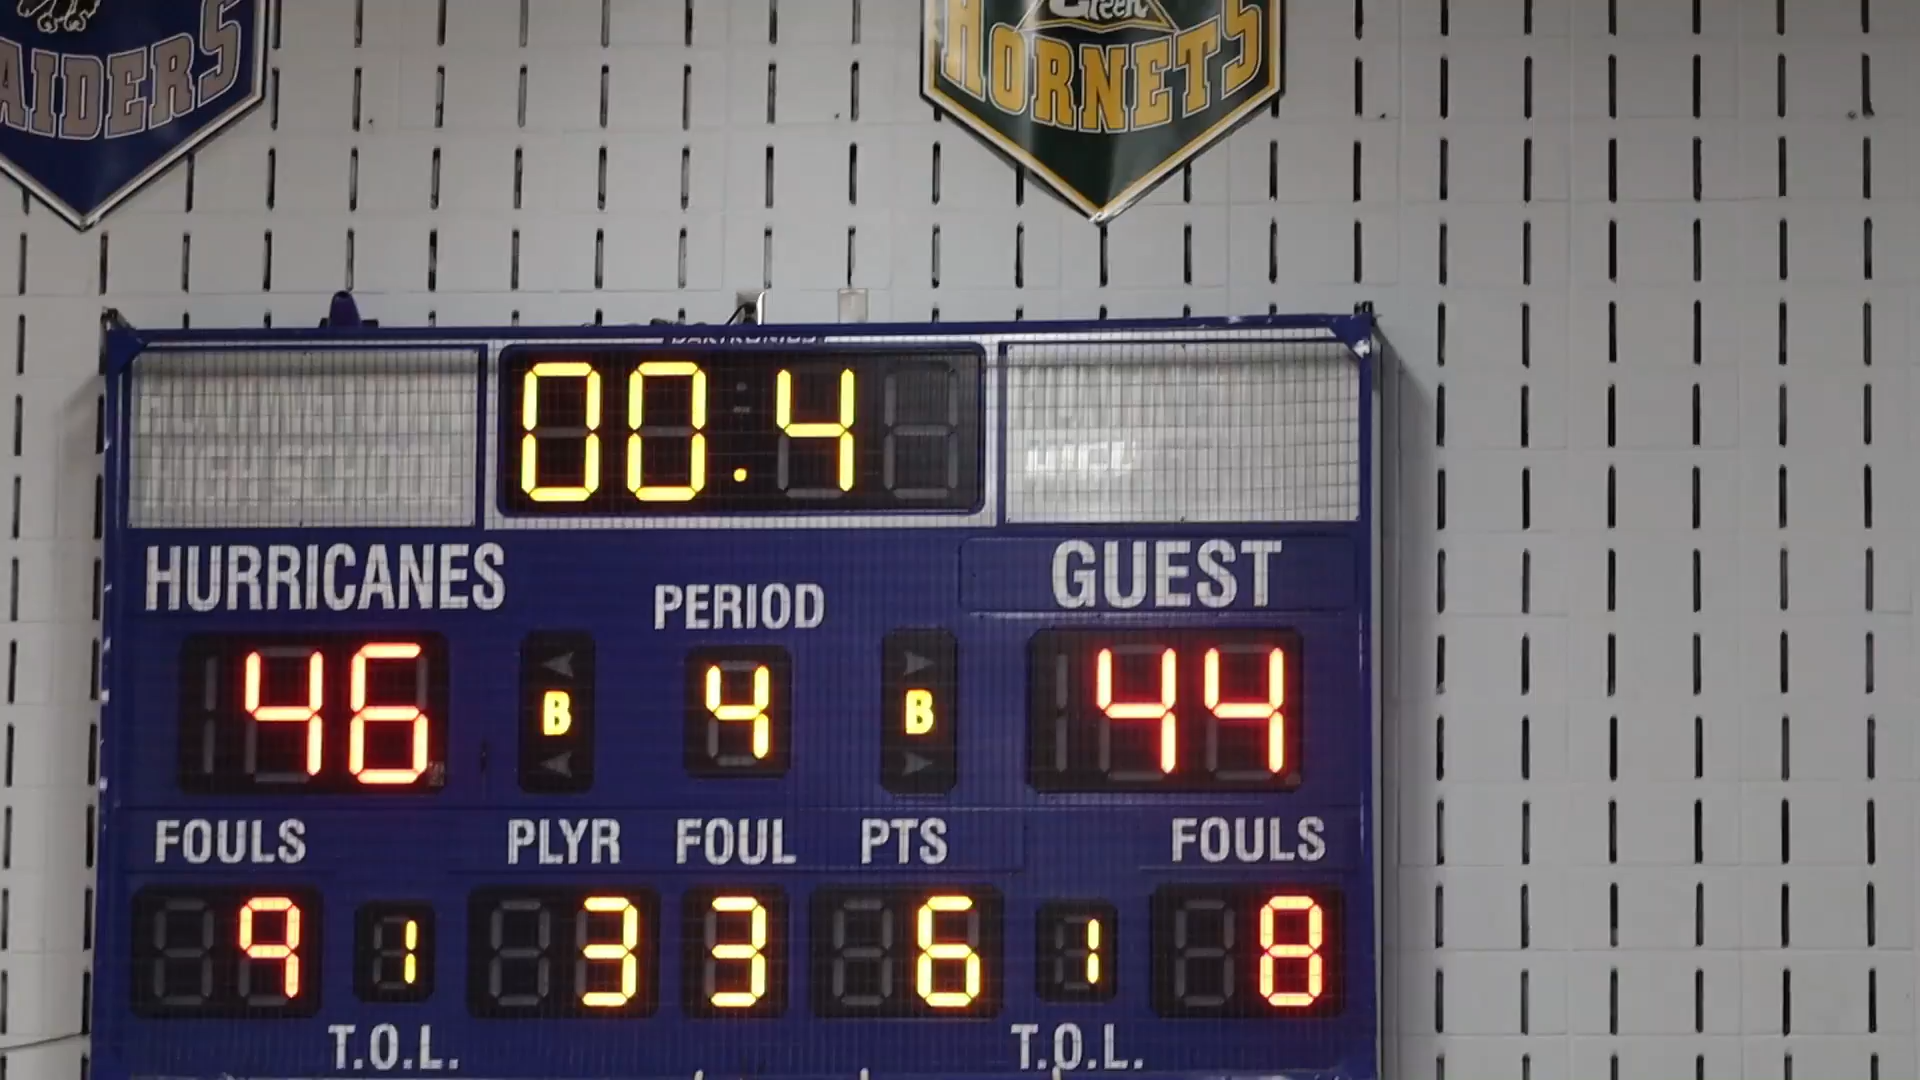 Green
HORNETS
AIDERS
00.4
HURRICANES
GUEST
PERIOD
46 B 4 B 44
FOULS PLYR FOUL PTS FOULS
9 1 3 3 6 1 8
T.O.L. T.O.L.